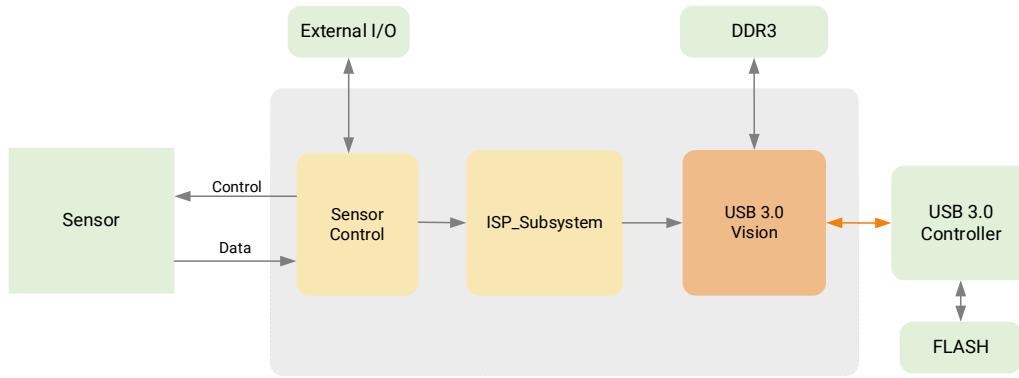 External I/O
DDR3
Sensor
Control
Data
Sensor
Control
ISP_Subsystem
USB 3.0
Vision
USB 3.0
Controller
FLASH